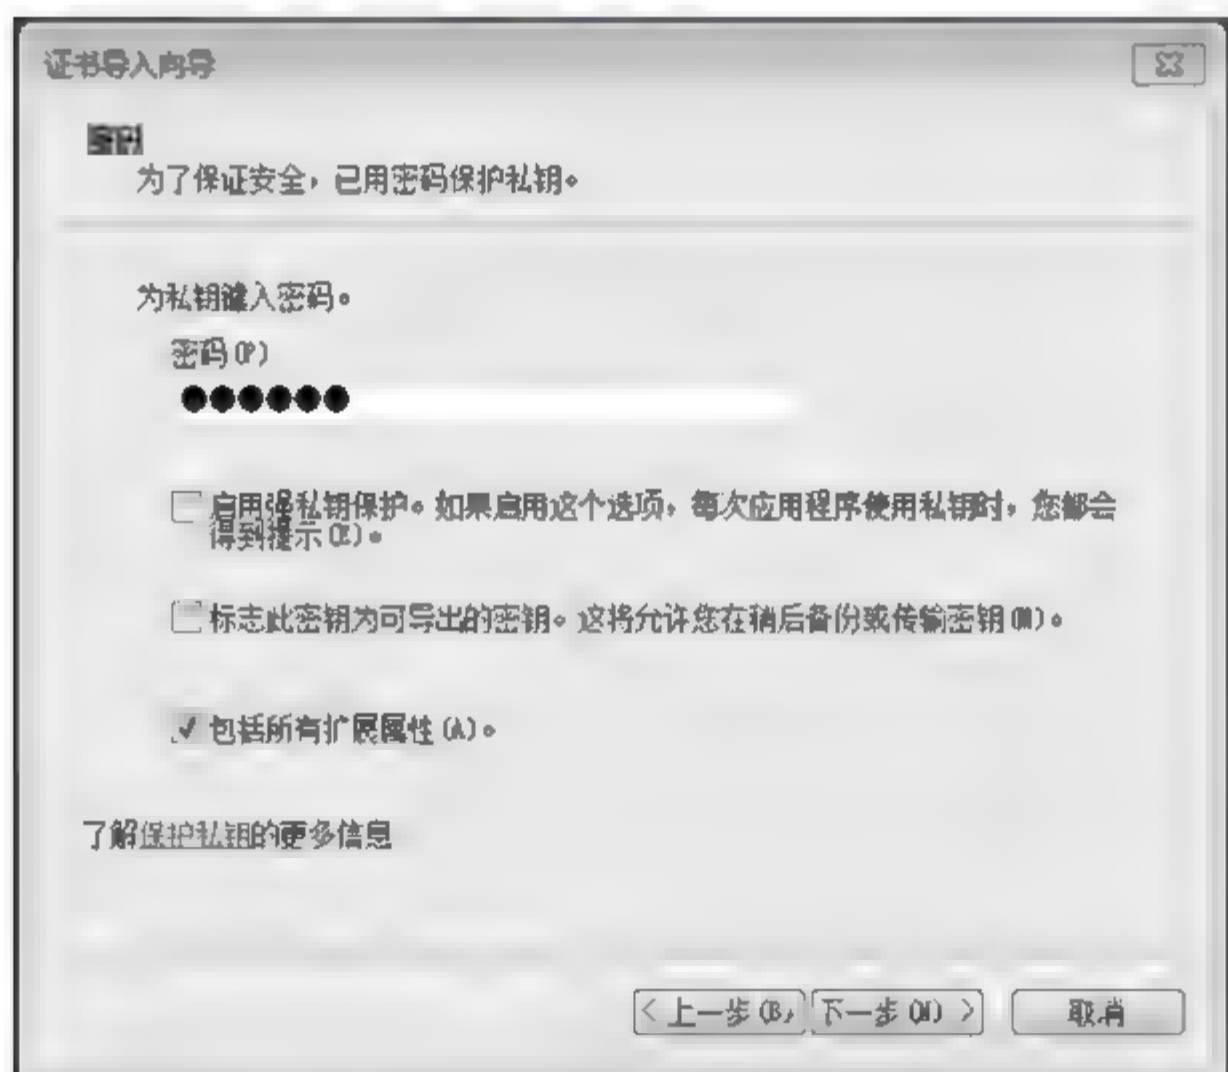 证书导入向导
密码
为了保证安全，已用密码保护私钥。
为私钥键入密码。
密码(P)
●●●●●●
启用强私钥保护。如果启用这个选项，每次应用程序使用私钥时，您都会
得到提示(E)。
标志此密钥为可导出的密钥。这将允许您在稍后备份或传输密钥(M)。
包括所有扩展属性(A)。
了解保护私钥的更多信息
< 上一步(B) 下一步(N) > 取消